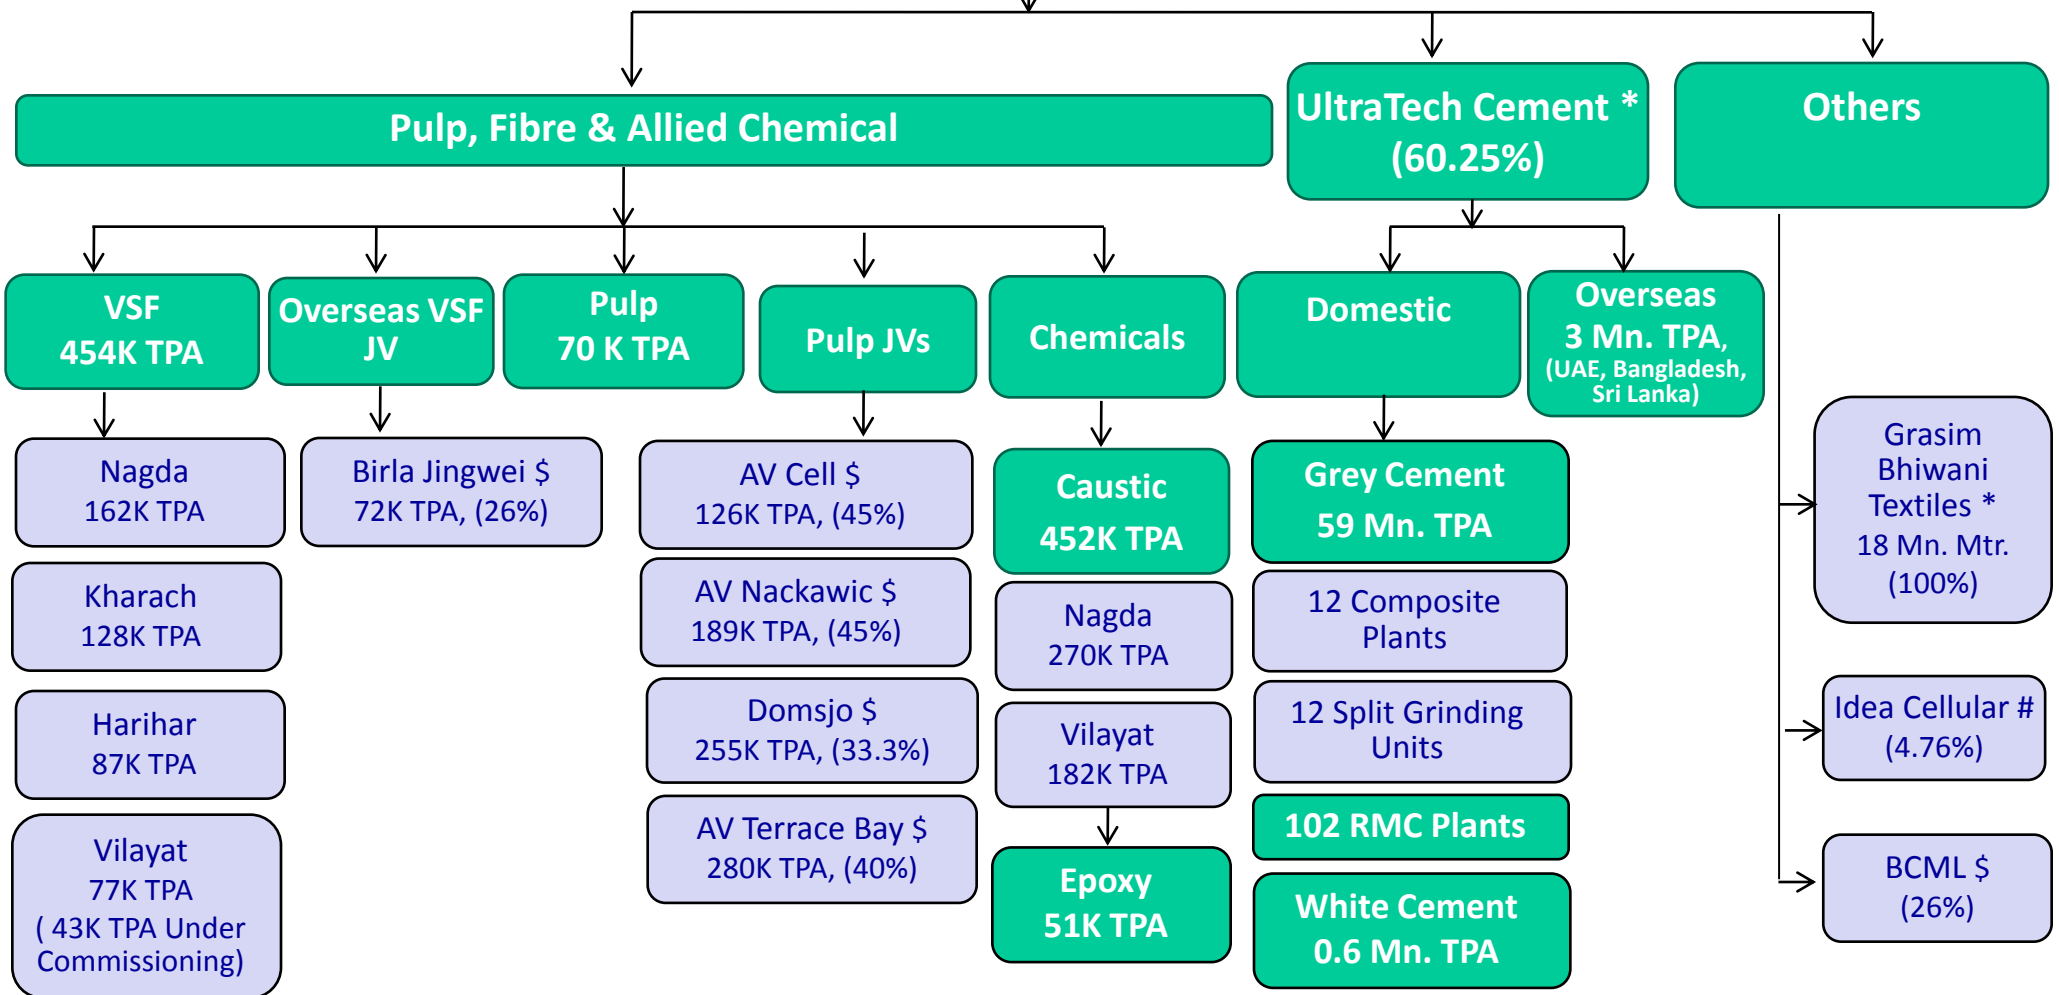 Pulp, Fibre & Allied Chemical
UltraTech Cement *
(60.25%)
Others
VSF
454K TPA
Overseas VSF
JV
Pulp
70 K TPA
Pulp JVs
Chemicals
Domestic
Overseas
3 Mn. TPA,
(UAE, Bangladesh,
Sri Lanka)
Nagda
162K TPA
Kharach
128K TPA
Harihar
87K TPA
Vilayat
77K TPA
( 43K TPA Under
Commissioning)
Birla Jingwei $
72K TPA, (26%)
AV Cell $
126K TPA, (45%)
AV Nackawic $
189K TPA, (45%)
Domsjo $
255K TPA, (33.3%)
AV Terrace Bay $
280K TPA, (40%)
Caustic
452K TPA
Nagda
270K TPA
Vilayat
182K TPA
Epoxy
51K TPA
Grey Cement
59 Mn. TPA
12 Composite
Plants
12 Split Grinding
Units
102 RMC Plants
White Cement
0.6 Mn. TPA
Grasim
Bhiwani
Textiles *
18 Mn. Mtr.
(100%)
Idea Cellular #
(4.76%)
BCML $
(26%)